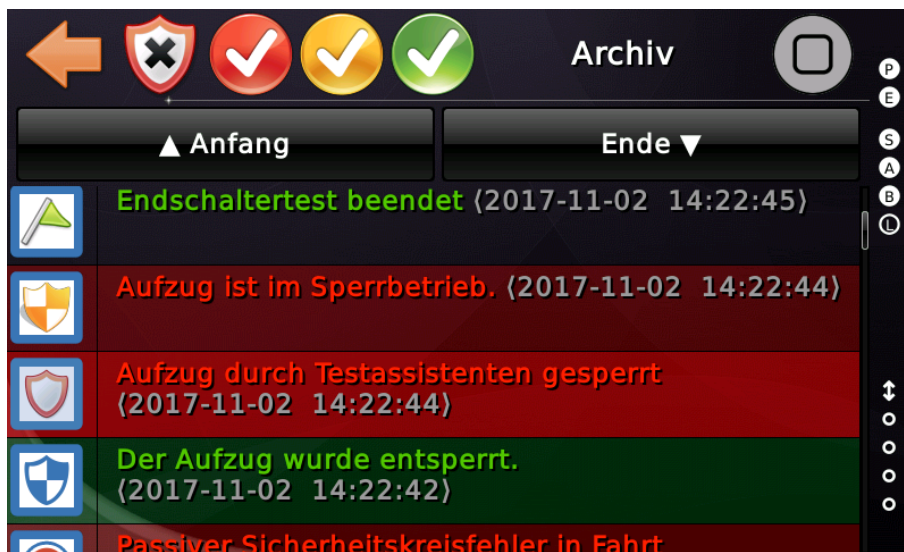 Archiv
▲ Anfang
Ende ▼
Endschaltertest beendet (2017-11-02 14:22:45)
Aufzug ist im Sperrbetrieb. (2017-11-02 14:22:44)
Aufzug durch Testassistenten gesperrt
(2017-11-02 14:22:44)
Der Aufzug wurde entsperrt.
(2017-11-02 14:22:42)
Passiver Sicherheitskreisfehler in Fahrt
P
E
S
A
B
L